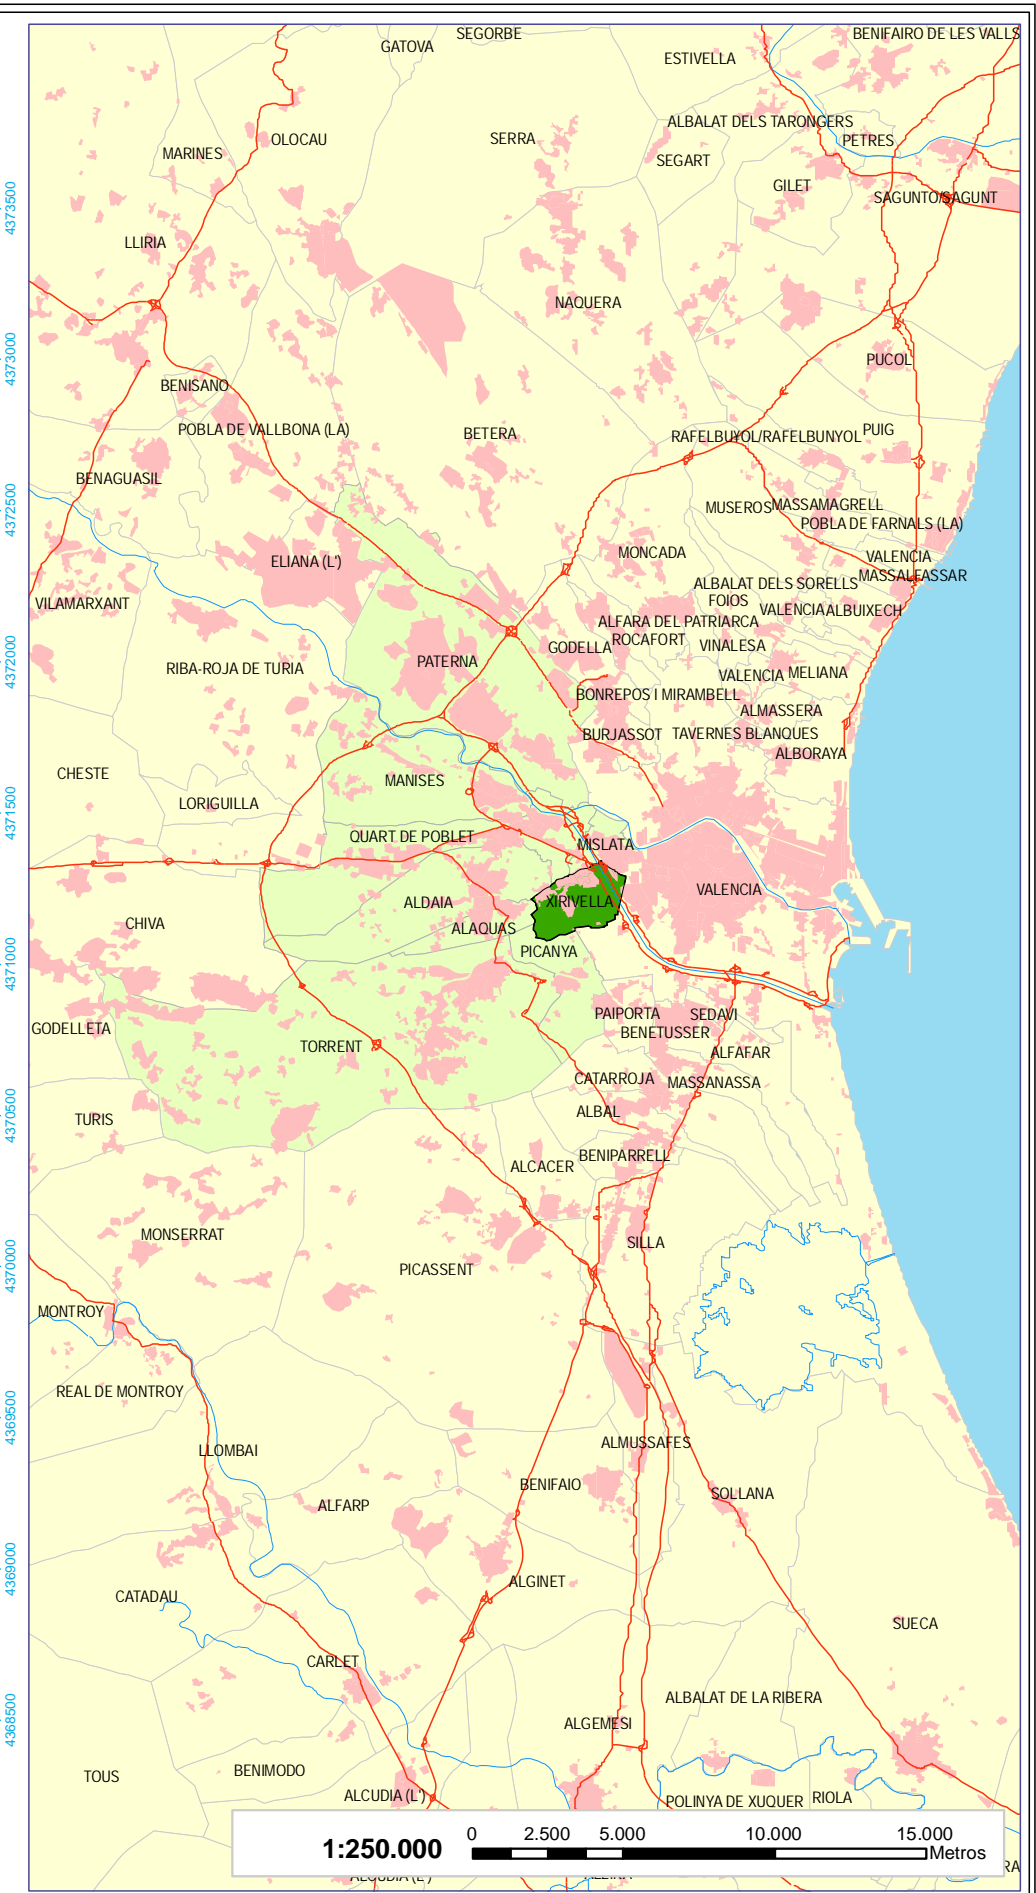 SEGORBE
BENIFAIRO DE LES VALLS
GATOVA
ESTIVELLA
ALBALAT DELS TARONGERS
OLOCAU
SERRA
PETRES
MARINES
SEGART
GILET
SAGUNTO/SAGUNT
4373500
LLIRIA
NAQUERA
4373000
PUCOL
BENISANO
POBLA DE VALLBONA (LA)
BETERA
RAFELBUYOL/RAFELBUNYOL
PUIG
BENAGUASIL
4372500
MUSEROS
MASSAMAGRELL
POBLA DE FARNALS (LA)
MONCADA
VALENCIA
ELIANA (L')
MASSALFASSAR
ALBALAT DELS SORELLS
FOIOS
VILAMARXANT
VALENCIA
ALBUIXECH
ALFARA DEL PATRIARCA
ROCAFORT
GODELLA
VINALESA
4372000
PATERNA
RIBA-ROJA DE TURIA
VALENCIA
MELIANA
BONREPOS I MIRAMBELL
ALMASSERA
BURJASSOT
TAVERNES BLANQUES
ALBORAYA
CHESTE
MANISES
LORIGUILLA
4371500
QUART DE POBLET
MISLATA
VALENCIA
ALDAIA
XIRIVELLA
CHIVA
ALAQUAS
PICANYA
4371000
PAIPORTA
SEDAVI
GODELLETA
BENETUSSER
TORRENT
ALFAFAR
CATARROJA
MASSANASSA
4370500
TURIS
ALBAL
BENIPARRELL
ALCACER
MONSERRAT
SILLA
4370000
PICASSENT
MONTROY
REAL DE MONTROY
4369500
LLOMBAI
ALMUSSAFES
BENIFAIO
SOLLANA
ALFARP
4369000
ALGINET
CATADAU
SUECA
CARLET
4368500
ALBALAT DE LA RIBERA
ALGEMESI
BENIMODO
TOUS
ALCUDIA (L')
POLINYA DE XUQUER
RIOLA
1:250.000
0 2.500 5.000 10.000 15.000
Metros